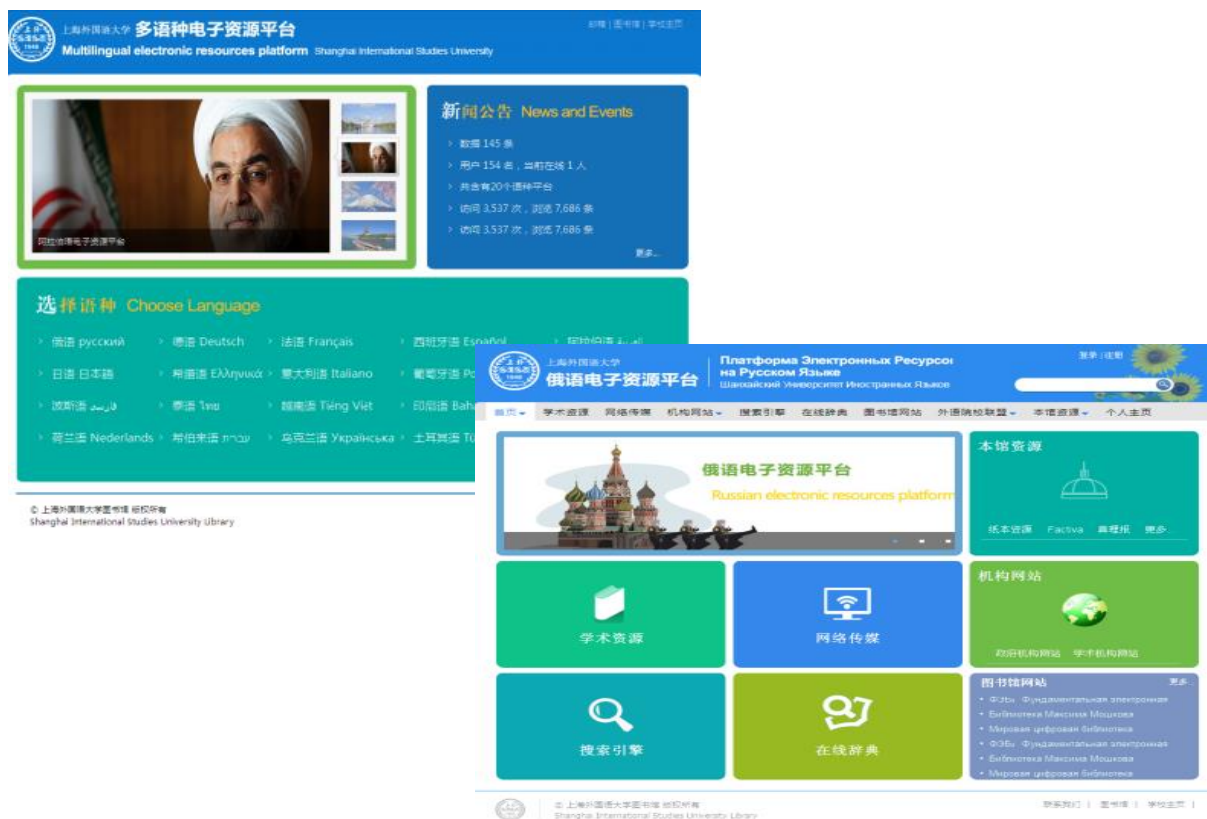 上海外国语大学 多语种电子资源平台
邮箱 | 图书馆 | 学校主页
Multilingual electronic resources platform Shanghai International Studies University
新闻公告 News and Events
数据 145 条
用户 154 名，当前在线 1 人
共含有20个语种平台
访问 3,537 次，浏览 7,686 条
访问 3,537 次，浏览 7,686 条
更多...
阿拉伯语电子资源平台
选择语种 Choose Language
俄语 русский 德语 Deutsch 法语 Français 西班牙语 Español 阿拉伯语
日语 日本語 希腊语 Ελληνικά 意大利语 Italiano 葡萄牙语 Po
波斯语 فارسی 泰语 ไทย 越南语 Tiếng Việt 印尼语 Baha
荷兰语 Nederlands 希伯来语 עברית 乌克兰语 Українська 土耳其语 Tü
© 上海外国语大学图书馆 版权所有
Shanghai International Studies University Library
上海外国语大学
俄语电子资源平台
Платформа Электронных Ресурсов
на Русском Языке
Шанхайский Университет Иностранных Языков
登录 | 注册
首页 学术资源 网络传媒 机构网站 搜索引擎 在线辞典 图书馆网站 外语院校联盟 本馆资源 个人主页
俄语电子资源平台
Russian electronic resources platform
本馆资源
纸本资源 Factiva 真理报 更多...
学术资源
网络传媒
机构网站
政府机构网站 学术机构网站
搜索引擎
在线辞典
图书馆网站 更多...
ФЭБ: Фундаментальная электронная
Библиотека Максима Мошкова
Мировая цифровая библиотека
ФЭБ: Фундаментальная электронная
Библиотека Максима Мошкова
Мировая цифровая библиотека
© 上海外国语大学图书馆 版权所有
Shanghai International Studies University Library
联系我们 | 图书馆 | 学校主页 |